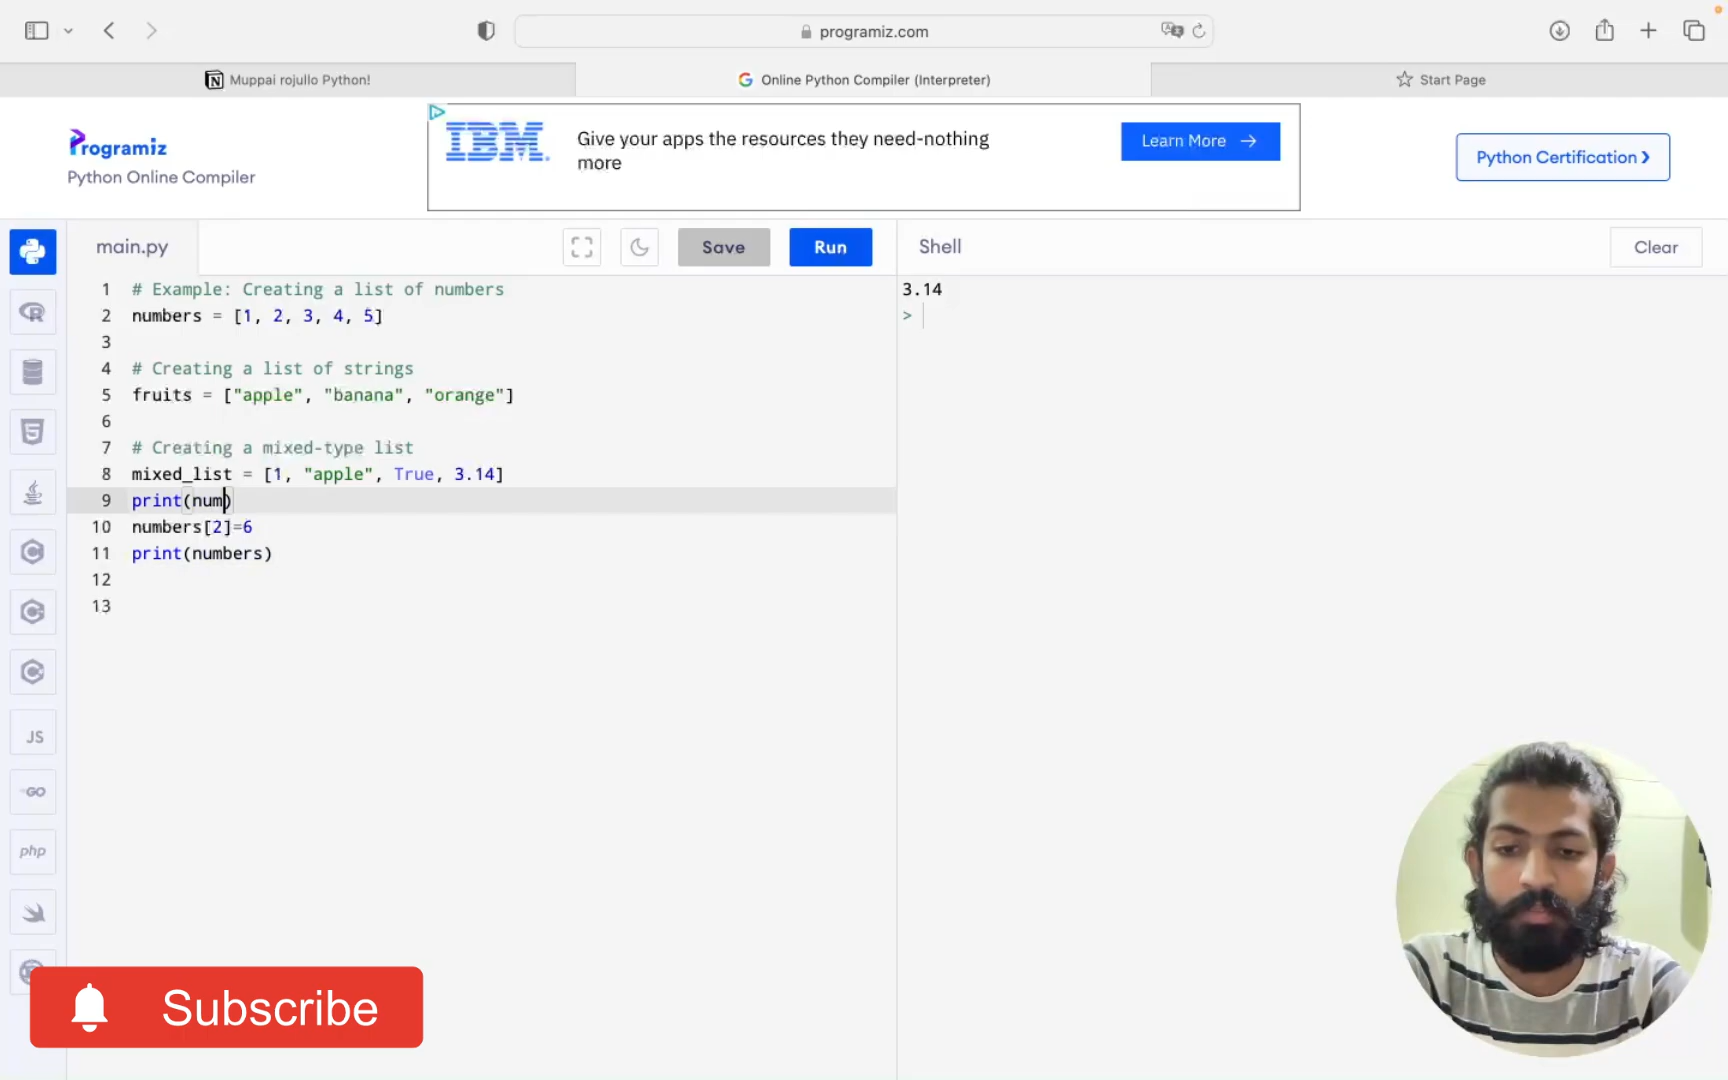 programiz.com
Muppai rojullo Python!
Online Python Compiler (Interpreter)
Start Page
Programiz
Python Online Compiler
IBM.
Give your apps the resources they need-nothing
more
Learn More
Python Certification
main.py
Save
Run
Shell
Clear
1 # Example: Creating a list of numbers
2 numbers = [1, 2, 3, 4, 5]
3
4 # Creating a list of strings
5 fruits = ["apple", "banana", "orange"]
6
7 # Creating a mixed-type list
8 mixed_list = [1, "apple", True, 3.14]
9 print(num)
10 numbers[2]=6
11 print(numbers)
12
13
3.14
>
R
5
JS
GO
php
Subscribe